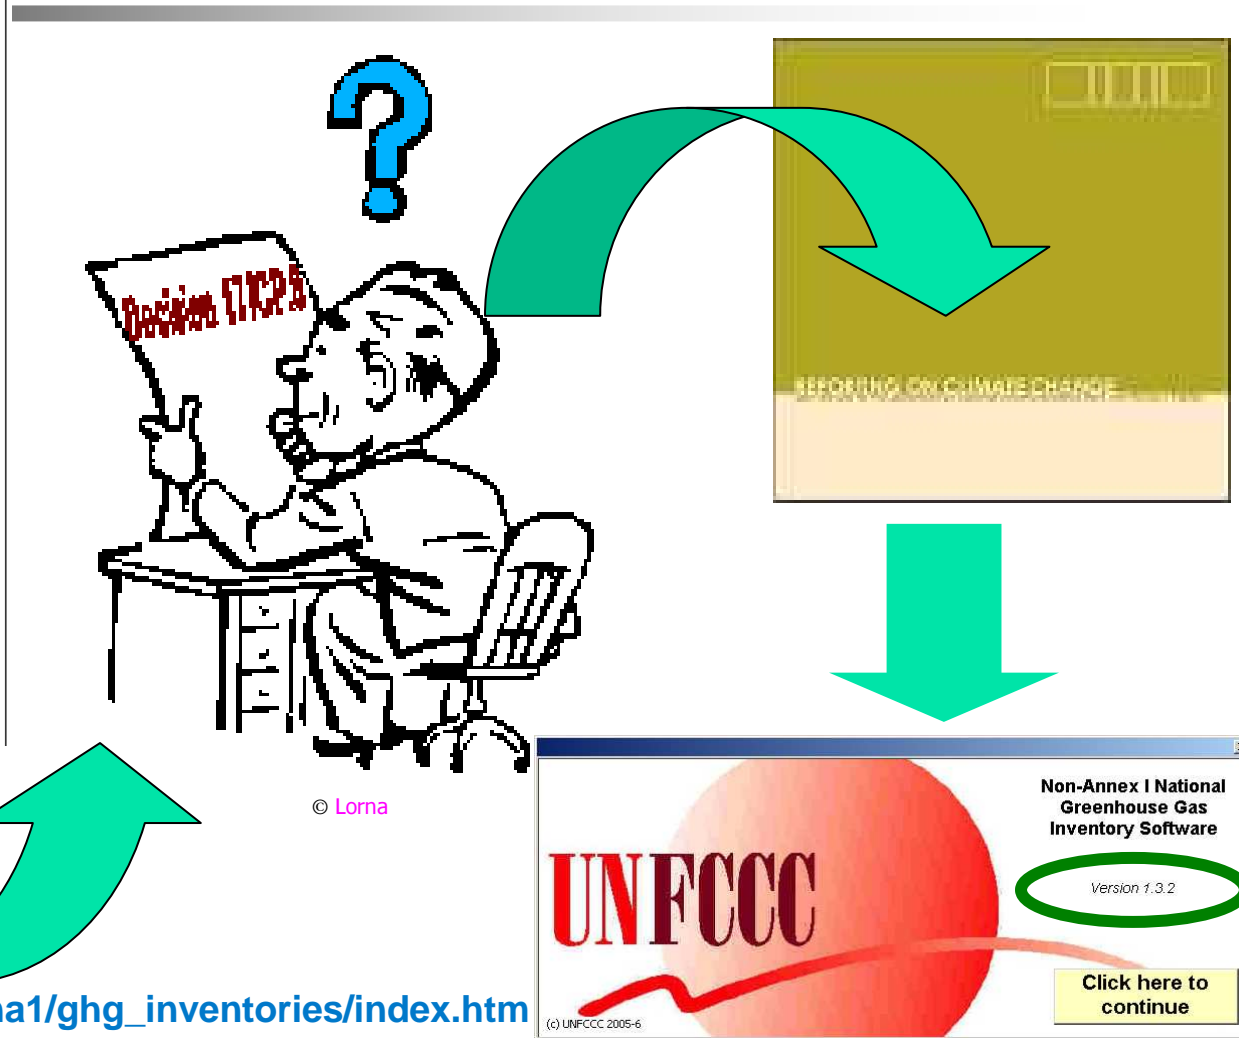 Decision 17/CP.8
REPORTING ON CLIMATE CHANGE
© Lorna
Non-Annex I National
Greenhouse Gas
Inventory Software
Version 1.3.2
UNFCCC
Click here to
continue
(c) UNFCCC 2005-6
a1/ghg_inventories/index.htm